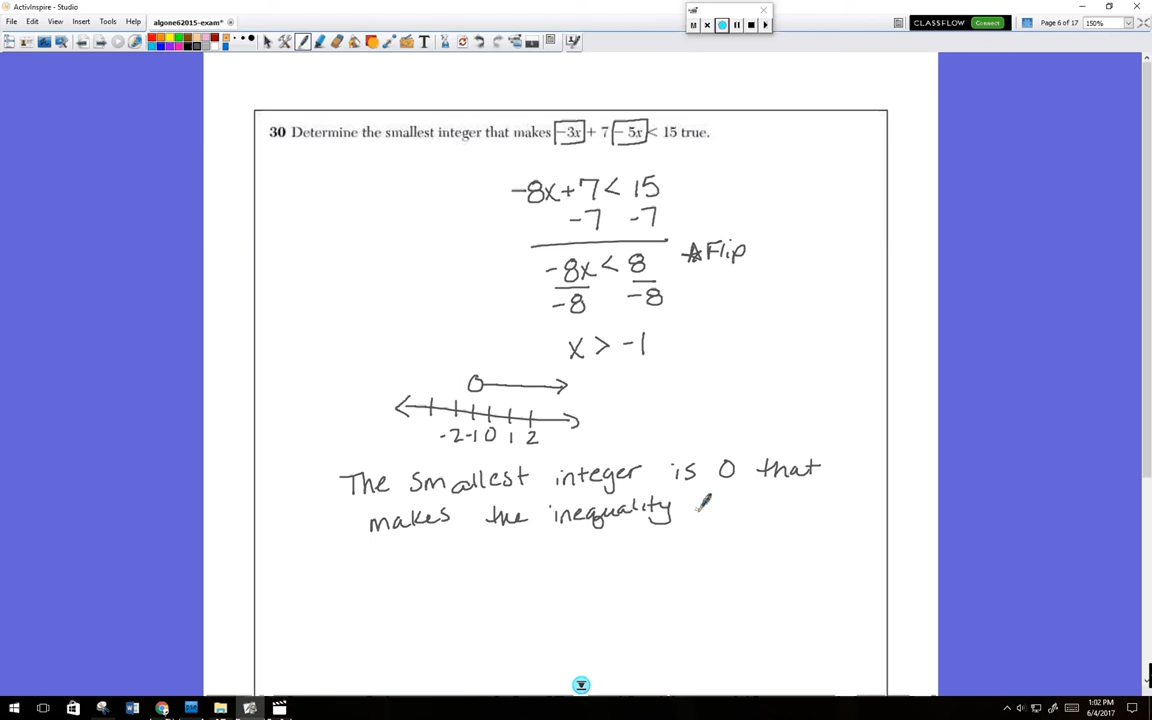 ActivInspire - Studio
File Edit View Insert Tools Help
algone62015-exam*
CLASSFLOW Connect
Page 6 of 17
150%
30 Determine the smallest integer that makes -3x + 7 - 5x < 15 true.
-8x+7 < 15
-7 -7
☆Flip
-8x < 8
-8 -8
x > -1
-2 -1 0 1 2
The smallest integer is 0 that
makes the inequality
1:02 PM
6/4/2017